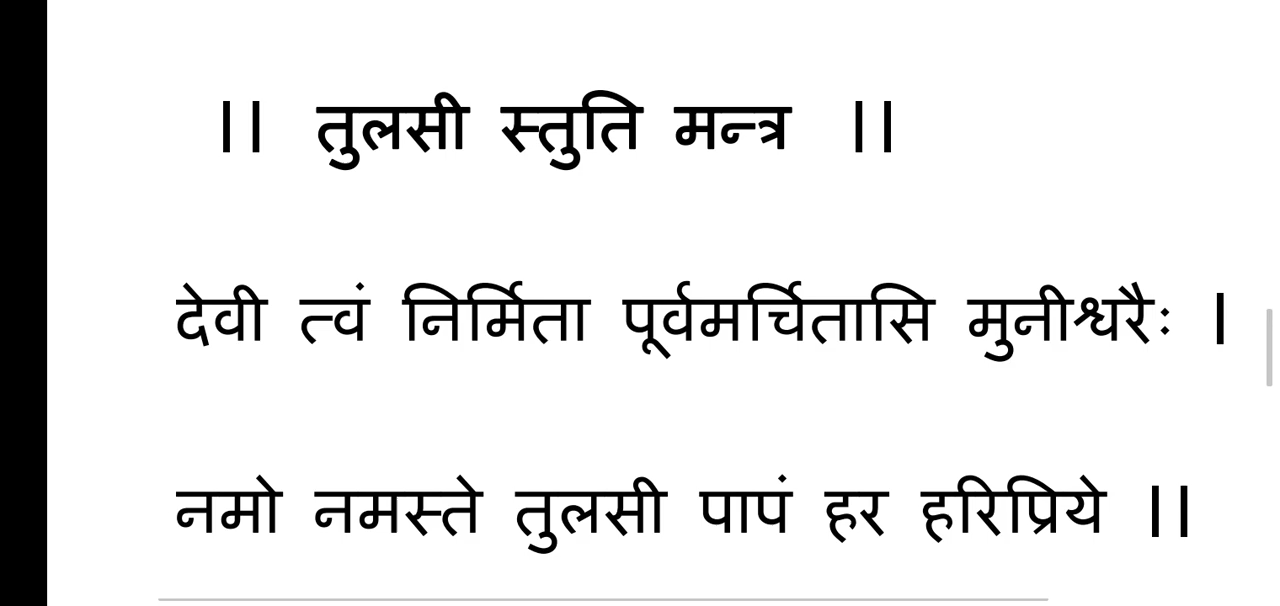 ।। तुलसी स्तुति मन्त्र ।।
देवी त्वं निर्मिता पूर्वमर्चितासि मुनीश्वरैः ।
नमो नमस्ते तुलसी पापं हर हरिप्रिये ।।